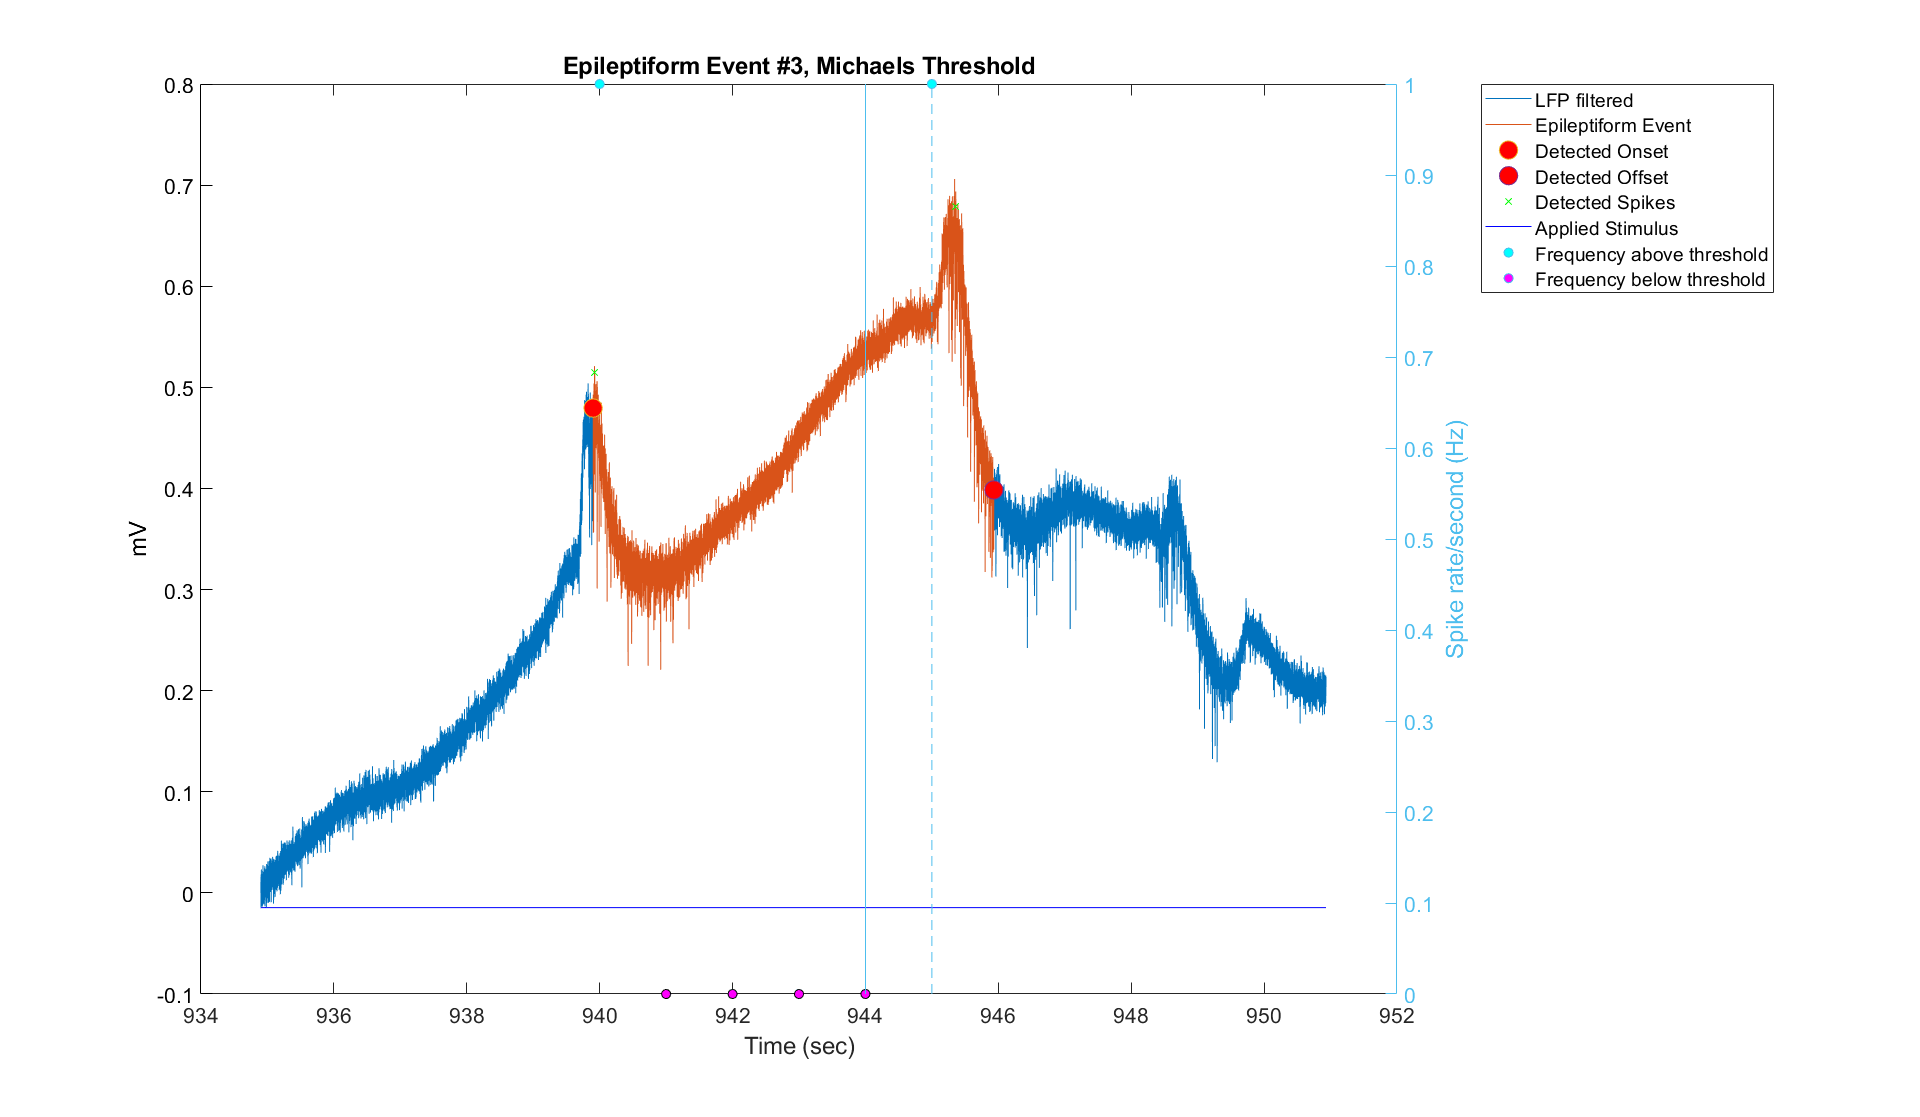 Epileptiform Event #3, Michaels Threshold
0.8
0.7
0.6
0.5
0.4
0.3
0.2
0.1
0
-0.1
mV
934
936
938
940
942
944
946
948
950
952
Time (sec)
1
0.9
0.8
0.7
0.6
0.5
0.4
0.3
0.2
0.1
0
Spike rate/second (Hz)
LFP filtered
Epileptiform Event
Detected Onset
Detected Offset
Detected Spikes
Applied Stimulus
Frequency above threshold
Frequency below threshold